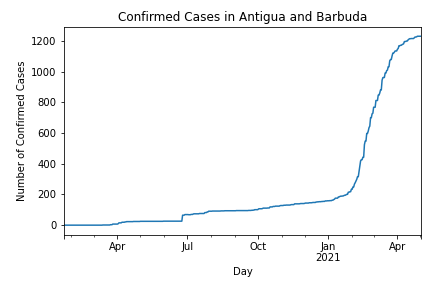 Confirmed Cases in Antigua and Barbuda
Number of Confirmed Cases
1200
1000
800
600
400
200
0
Apr
Jul
Oct
Jan
2021
Apr
Day